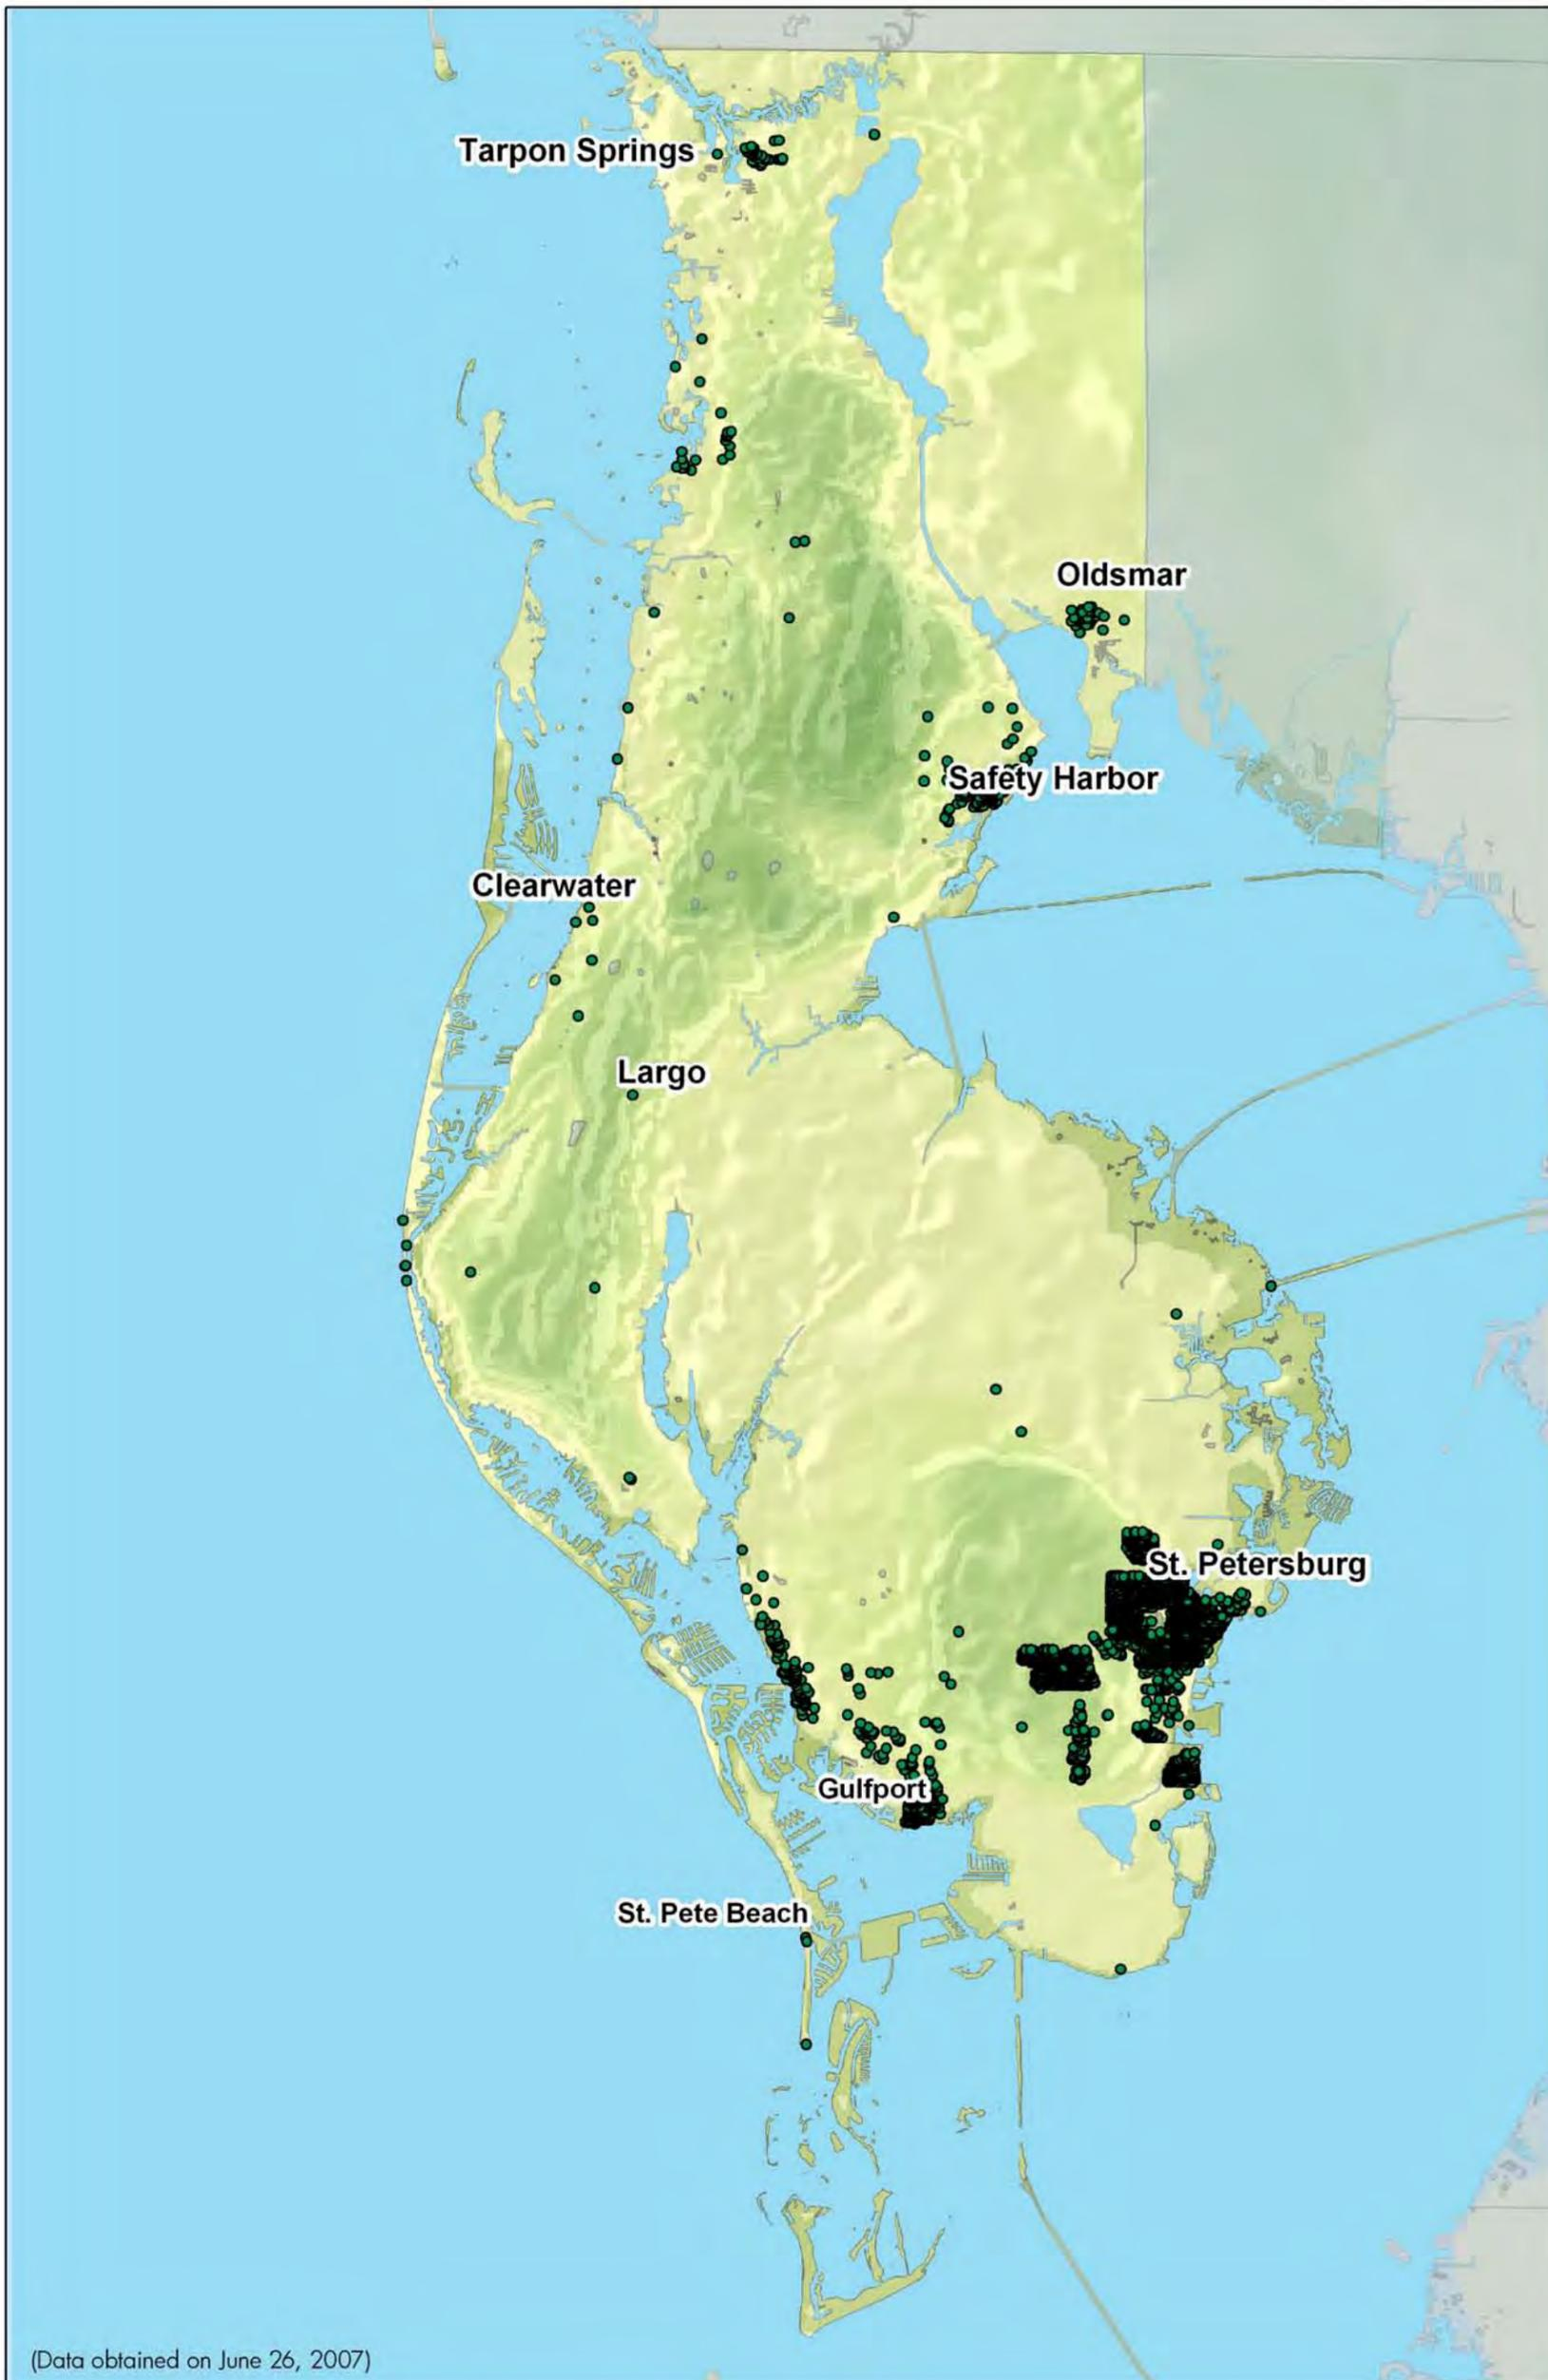 Tarpon Springs
Oldsmar
Safety Harbor
Clearwater
Largo
St. Petersburg
Gulfport
St. Pete Beach
(Data obtained on June 26, 2007)